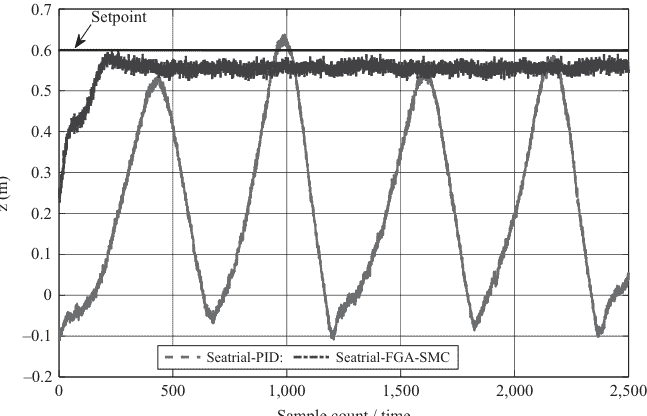 Setpoint
0.7
0.6
0.5
0.4
0.3
0.2
0.1
0
−0.1
−0.2
z (m)
Seatrial-PID: Seatrial-FGA-SMC
0 500 1,000 1,500 2,000 2,500
Sample count / time